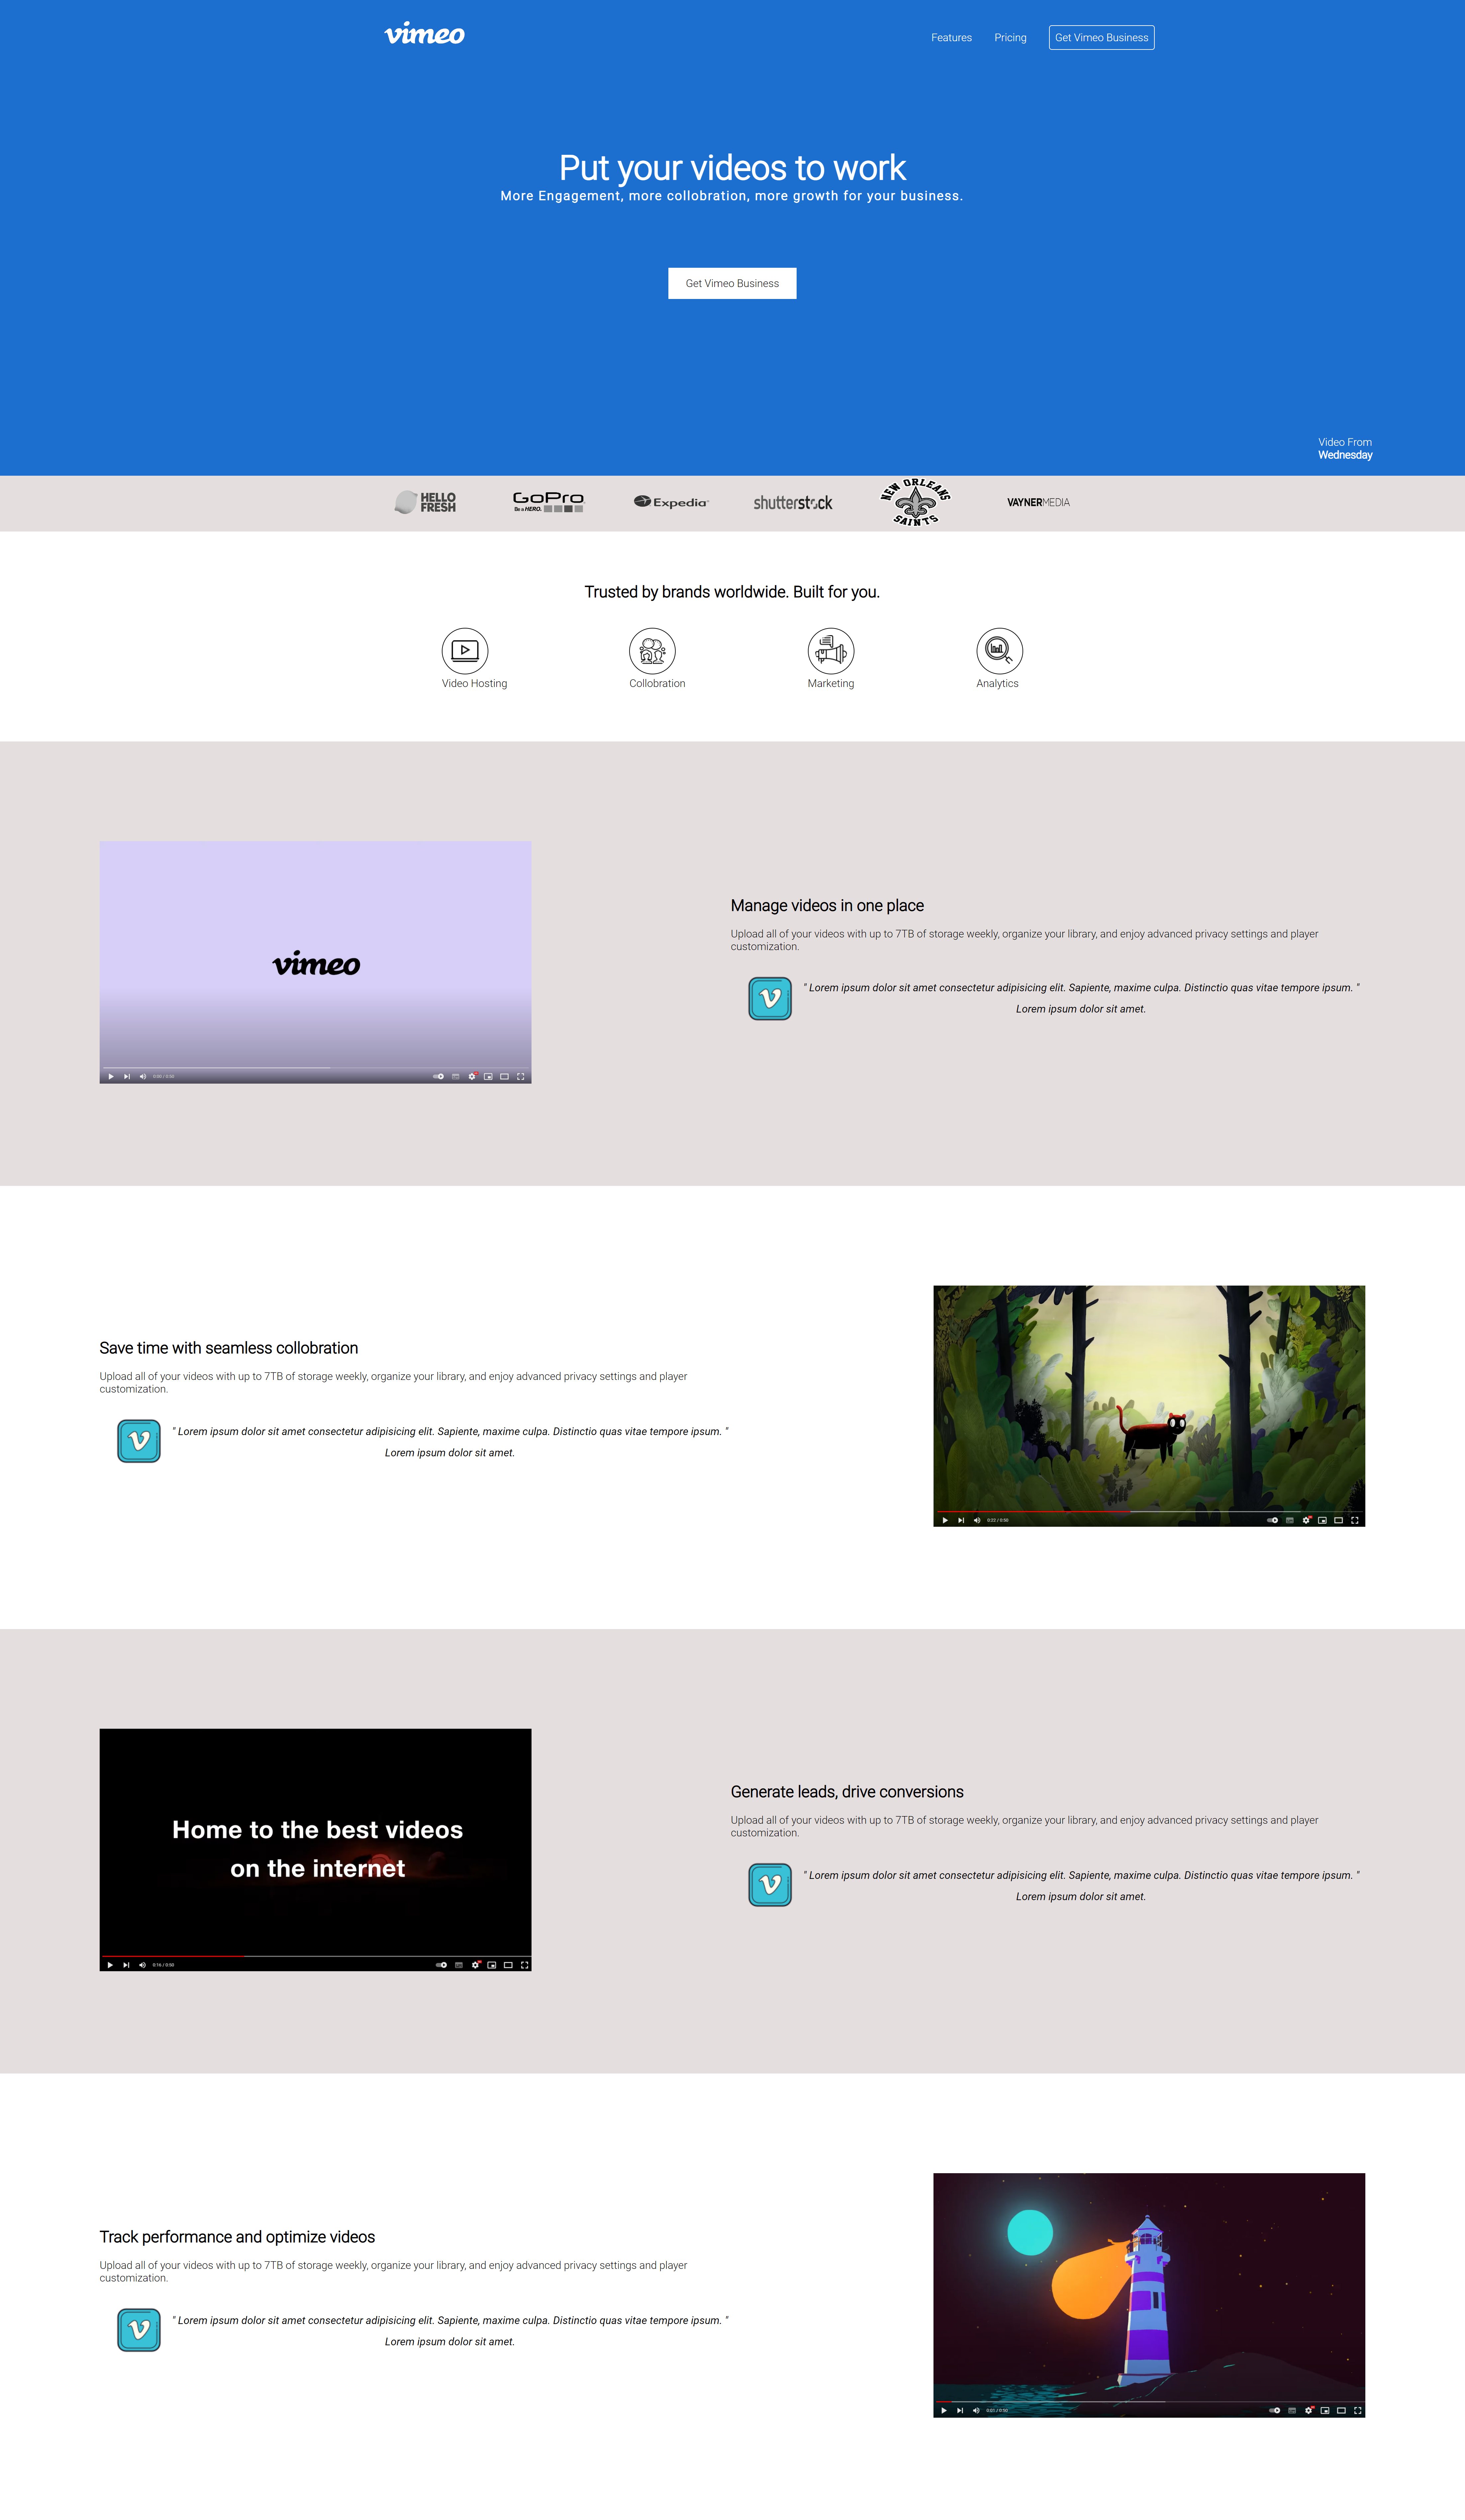 vimeo
Features
Pricing
Get Vimeo Business
Put your videos to work
More Engagement, more collobration, more growth for your business.
Get Vimeo Business
Video From
Wednesday
HELLO
FRESH
GoPro
Be a HERO.
Expedia
shutterstock
NEW ORLEANS
SAINTS
VAYNERMEDIA
Trusted by brands worldwide. Built for you.
Video Hosting
Collobration
Marketing
Analytics
vimeo
0:00 / 0:50
Manage videos in one place
Upload all of your videos with up to 7TB of storage weekly, organize your library, and enjoy advanced privacy settings and player
customization.
" Lorem ipsum dolor sit amet consectetur adipisicing elit. Sapiente, maxime culpa. Distinctio quas vitae tempore ipsum. "
Lorem ipsum dolor sit amet.
Save time with seamless collobration
Upload all of your videos with up to 7TB of storage weekly, organize your library, and enjoy advanced privacy settings and player
customization.
" Lorem ipsum dolor sit amet consectetur adipisicing elit. Sapiente, maxime culpa. Distinctio quas vitae tempore ipsum. "
Lorem ipsum dolor sit amet.
0:22 / 0:50
Home to the best videos
on the internet
0:16 / 0:50
Generate leads, drive conversions
Upload all of your videos with up to 7TB of storage weekly, organize your library, and enjoy advanced privacy settings and player
customization.
" Lorem ipsum dolor sit amet consectetur adipisicing elit. Sapiente, maxime culpa. Distinctio quas vitae tempore ipsum. "
Lorem ipsum dolor sit amet.
Track performance and optimize videos
Upload all of your videos with up to 7TB of storage weekly, organize your library, and enjoy advanced privacy settings and player
customization.
" Lorem ipsum dolor sit amet consectetur adipisicing elit. Sapiente, maxime culpa. Distinctio quas vitae tempore ipsum. "
Lorem ipsum dolor sit amet.